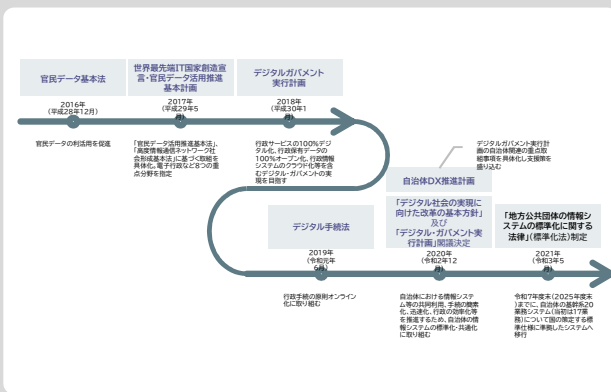 官民データ基本法
2016年
(平成28年12月)
官民データの利活用を促進
世界最先端IT国家創造宣
言・官民データ活用推進
基本計画
2017年
(平成29年5
月)
「官民データ活用推進基本法」、
「高度情報通信ネットワーク社
会形成基本法」に基づく取組を
具体化。電子行政など8つの重
点分野を指定
デジタルガバメント
実行計画
2018年
(平成30年1
月)
行政サービスの100%デジ
タル化、行政保有データの
100%オープン化、行政情報
システムのクラウド化等を含
むデジタル・ガバメントの実
現を目指す
デジタルガバメント実行計
画の自治体関連の重点取
組事項を具体化し支援策を
盛り込む
自治体DX推進計画
デジタル手続法
2019年
(令和元年
6月)
行政手続の原則オンライン
化に取り組む
「デジタル社会の実現に
向けた改革の基本方針」
及び
「デジタル・ガバメント実
行計画」閣議決定
2020年
(令和2年12
月)
自治体における情報システ
ム等の共同利用、手続の簡素
化、迅速化、行政の効率化等
を推進するため、自治体の情
報システムの標準化・共通化
に取り組む
「地方公共団体の情報シ
ステムの標準化に関する
法律」(標準化法)制定
2021年
(令和3年5
月)
令和7年度末(2025年度末
)までに、自治体の基幹系20
業務システム(当初は17業
務)について国の策定する標
準仕様に準拠したシステムへ
移行